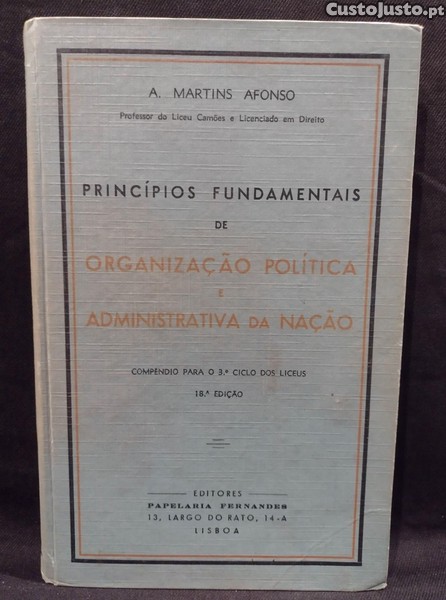 CustoJusto.pt
A. MARTINS AFONSO
Professor do Liceu Camões e Licenciado em Direito
PRINCÍPIOS FUNDAMENTAIS
DE
ORGANIZAÇÃO POLÍTICA
E
ADMINISTRATIVA DA NAÇÃO
COMPÊNDIO PARA O 3.º CICLO DOS LICEUS
18.ª EDIÇÃO
EDITORES
PAPELARIA FERNANDES
13, LARGO DO RATO, 14-A
LISBOA